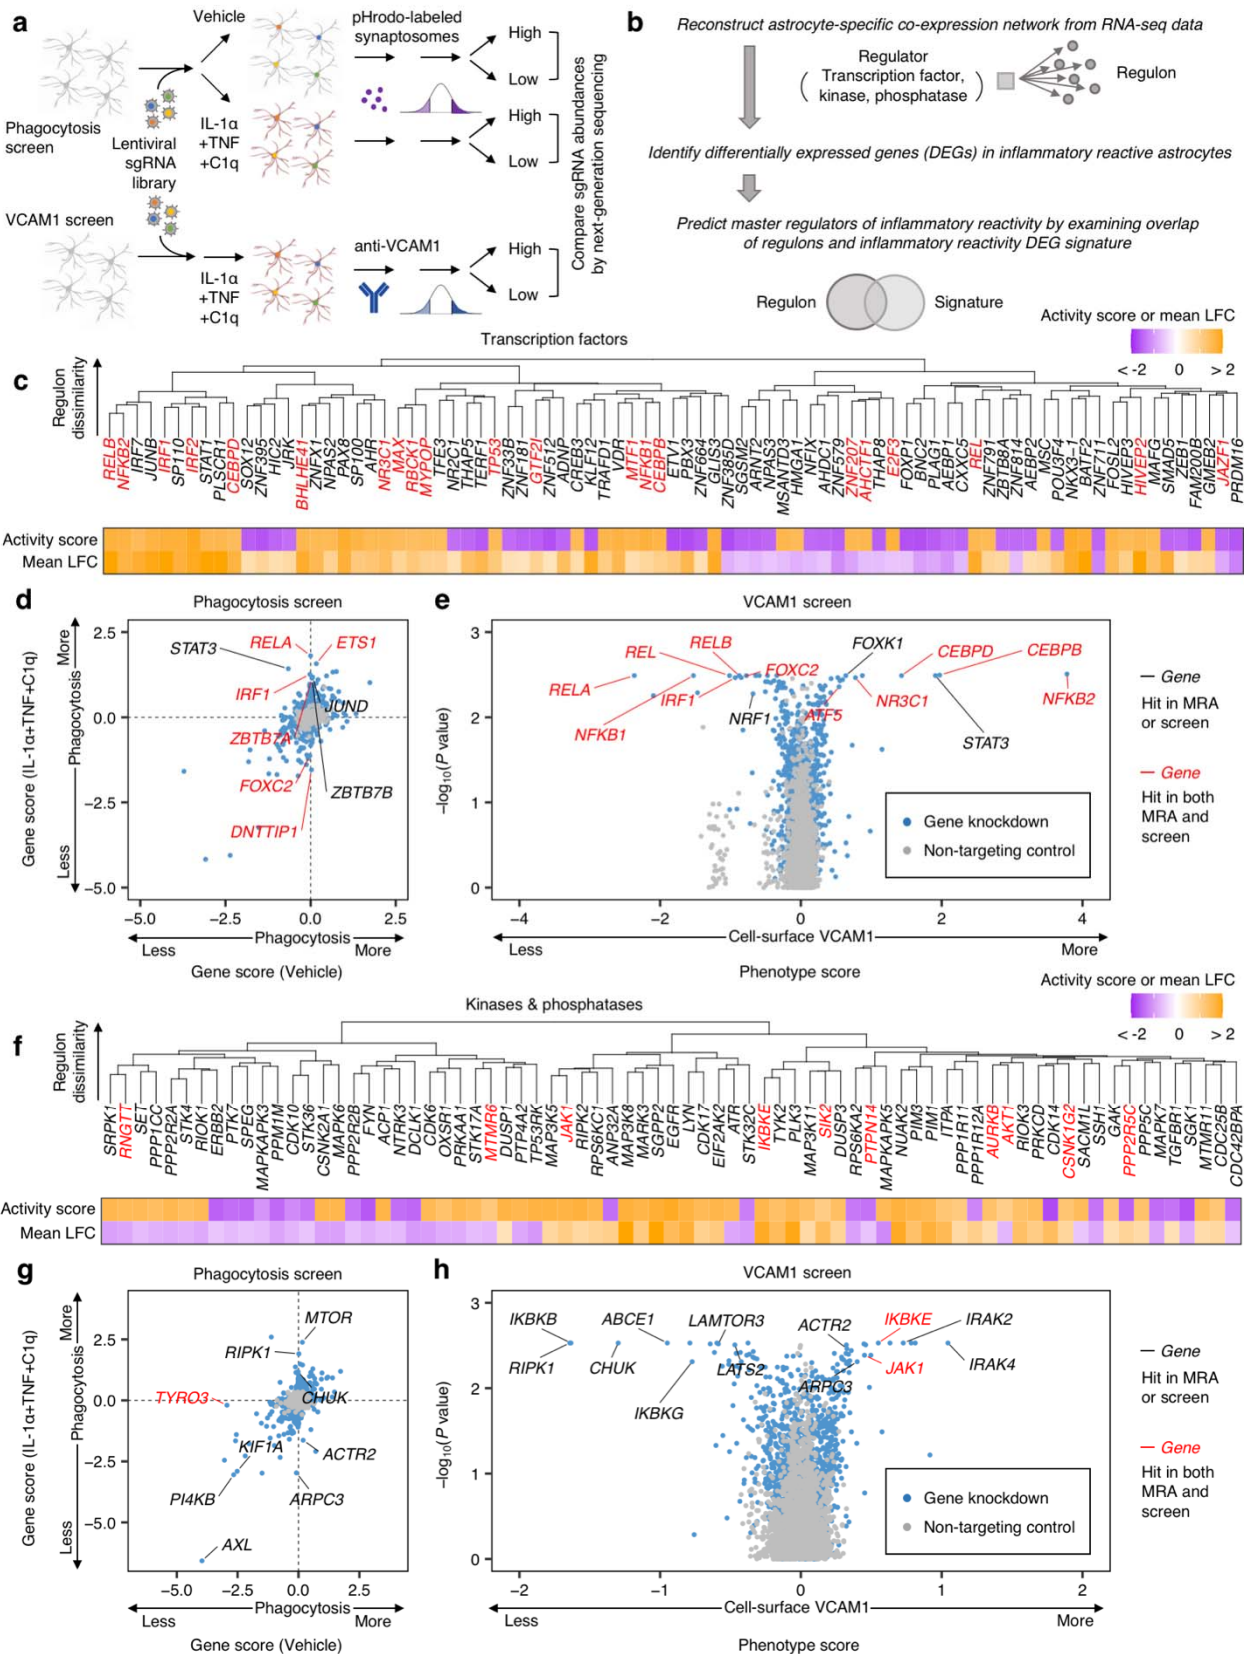 a
Vehicle
pHrodo-labeled
synaptosomes
High
Low
Phagocytosis
screen
Lentiviral
sgRNA
library
IL-1α
+TNF
+C1q
High
Low
VCAM1 screen
IL-1α
+TNF
+C1q
anti-VCAM1
High
Low
Compare sgRNA abundances
by next-generation sequencing
b
Reconstruct astrocyte-specific co-expression network from RNA-seq data
Regulator
( Transcription factor, )
kinase, phosphatase
Regulon
Identify differentially expressed genes (DEGs) in inflammatory reactive astrocytes
Predict master regulators of inflammatory reactivity by examining overlap
of regulons and inflammatory reactivity DEG signature
Regulon
Signature
Activity score or mean LFC
< -2 0 > 2
c
Transcription factors
Regulon
dissimilarity
RELB
NFKB2
IRF7
JUNB
IRF1
SP110
IRF2
STAT1
PLSCR1
CEBPD
SOX12
ZNF395
HIC2
JRK
BHLHE41
ZNFX1
NPAS2
PAX8
SP100
AHR
NR3C1
MAX
RBCK1
MYPOP
TFE3
NR2C1
THAP5
TERF1
TP53
ZNF33B
ZNF181
GTF2I
ZNF512
ADNP
CREB3
KLF12
TRAFD1
VDR
MTF1
NFKB1
CEBPB
ETV1
FOXK1
ZNF664
GLIS3
ZNF385D
SGSM2
ARNT2
NPAS3
MSANTD3
HMGA1
NFIX
AHDC1
ZNF579
ZNF207
AHCTF1
THAP8
E2F3
FOXP1
BNC2
PLAG1
AEBP1
CXXC5
REL
ZNF791
ZBTB8A
ZNF814
AEBP2
MSC
POU3F4
NK3-1
BATF2
ZNF711
FOSL2
HIVEP3
HIVEP2
MAFG
SMAD5
ZEB1
FAM200B
GMEB2
JAZF1
PRDM16
Activity score
Mean LFC
d
Phagocytosis screen
Gene score (IL-1α+TNF+C1q)
Less
Phagocytosis
More
2.5
0.0
−2.5
−5.0
STAT3
RELA
ETS1
IRF1
JUND
ZBTB7A
FOXC2
ZBTB7B
DNTTIP1
−5.0 −2.5 0.0 2.5
Less
Phagocytosis
More
Gene score (Vehicle)
e
VCAM1 screen
−log10(P value)
3
2
1
0
REL
RELB
FOXC2
FOXK1
CEBPD
CEBPB
RELA
IRF1
NRF1
ATF5
NR3C1
NFKB2
NFKB1
STAT3
Gene knockdown
Non-targeting control
−4 −2 0 2 4
Less
Cell-surface VCAM1
More
Phenotype score
Gene
Hit in MRA
or screen
Gene
Hit in both
MRA and
screen
Activity score or mean LFC
< -2 0 > 2
f
Kinases & phosphatases
Regulon
dissimilarity
SRPK1
RNGTT
SET
PPP1CC
PPP2R2A
STK4
RIOK1
ERBB2
PTK7
SPEG
MAPKAPK3
PPM1M
CDK10
STK36
CSNK2A1
MAPK6
PPP2R2B
FYN
ACP1
NTRK3
DCLK1
CDK6
OXSR1
PRKAA1
STK17A
MTMR6
DUSP1
PTP4A2
TP53RK
MAP3K5
JAK1
RIPK2
RPS6KC1
ANP32A
MAP3K8
MARK3
SGPP2
EGFR
LYN
CDK17
EIF2AK2
ATR
STK32C
IKBKE
TYK2
PLK3
MAP3K11
SIK2
DUSP3
RPS6KA2
PTPN14
MAPKAPK5
NUAK2
PIM3
PIM1
ITPA
PPP1R11
PPP1R12A
AURKB
AKT1
RIOK3
PRKCD
CDK14
CSNK1G2
SACM1L
SSH1
GAK
PPP2R5C
PPP5C
MAPK7
TGFBR1
SGK1
MTMR11
CDC25B
CDC42BPA
Activity score
Mean LFC
g
Phagocytosis screen
Gene score (IL-1α+TNF+C1q)
Less
Phagocytosis
More
2.5
0.0
−2.5
−5.0
MTOR
RIPK1
TYRO3
CHUK
KIF1A
ACTR2
PI4KB
ARPC3
AXL
−5.0 −2.5 0.0 2.5
Less
Phagocytosis
More
Gene score (Vehicle)
h
VCAM1 screen
−log10(P value)
3
2
1
0
IKBKB
ABCE1
LAMTOR3
ACTR2
IKBKE
IRAK2
RIPK1
CHUK
LATS2
JAK1
IRAK4
ARPC3
IKBKG
Gene knockdown
Non-targeting control
−2 −1 0 1 2
Less
Cell-surface VCAM1
More
Phenotype score
Gene
Hit in MRA
or screen
Gene
Hit in both
MRA and
screen